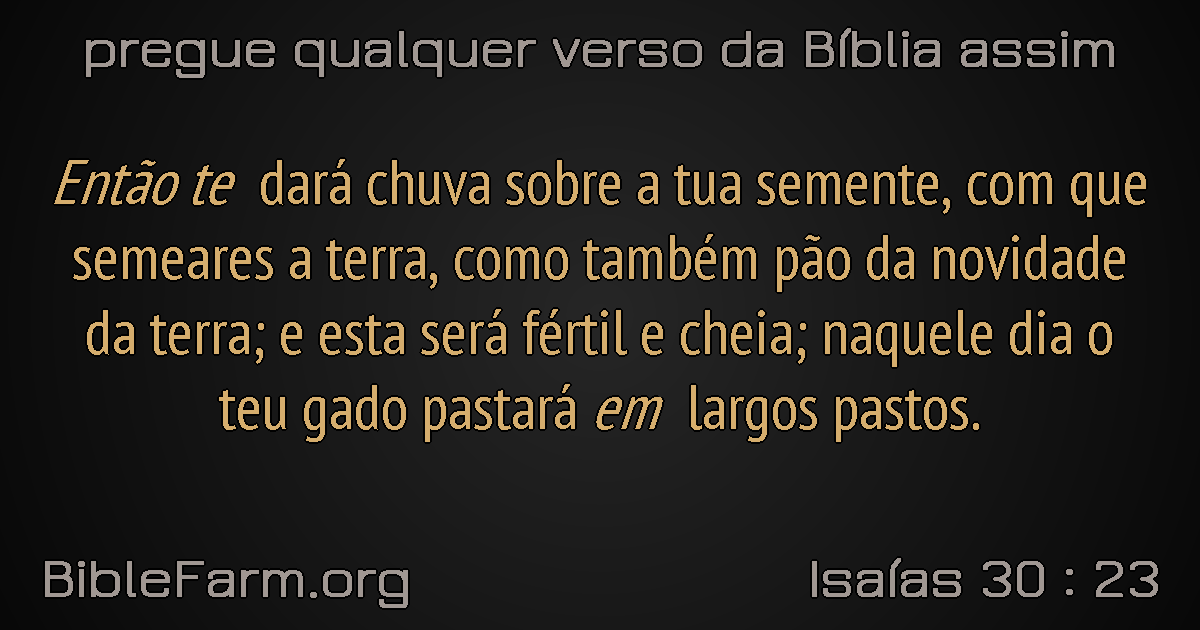 pregue qualquer verso da Bíblia assim
Então te dará chuva sobre a tua semente, com que
semeares a terra, como também pão da novidade
da terra; e esta será fértil e cheia; naquele dia o
teu gado pastará em largos pastos.
BibleFarm.org
Isaías 30 : 23